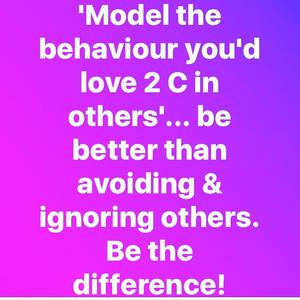 'Model the
behaviour you'd
love 2 C in
others'... be
better than
avoiding &
ignoring others.
Be the
difference!